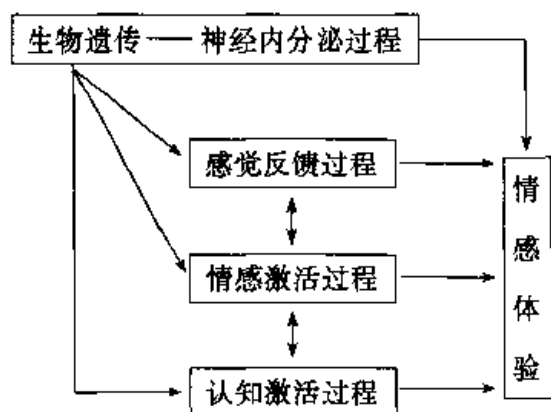 生物遗传——神经内分泌过程
感觉反馈过程
情感激活过程
认知激活过程
情感体验